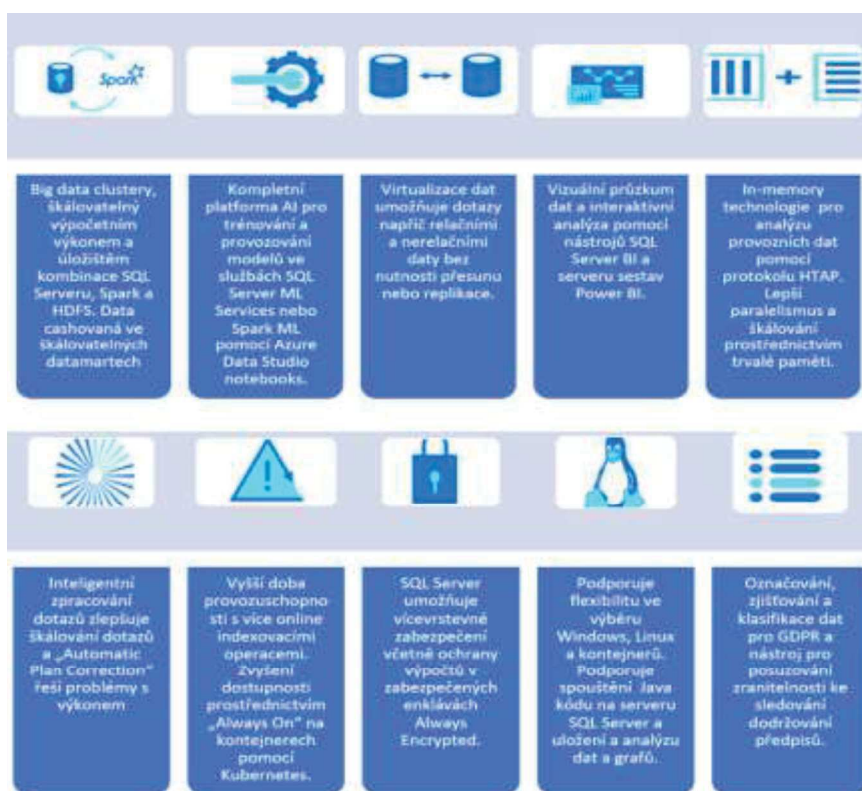 Spark
Big data clustery,
škálovatelný
výpočetním
výkonem a
úložištěm
kombinace SQL
Serveru, Spark a
HDFS. Data
cashovaná ve
škálovatelných
datamartech
Kompletní
platforma AI pro
trénování a
provozování
modelů ve
službách SQL
Server ML
Services nebo
Spark ML
pomocí Azure
Data Studio
notebooks.
Virtualizace dat
umožňuje dotazy
napříč relačními
a nerelačními
daty bez
nutnosti přesunu
nebo replikace.
Vizuální průzkum
dat a interaktivní
analýza pomocí
nástrojů SQL
Server BI a
serveru sestav
Power BI.
In-memory
technologie pro
analýzu
provozních dat
pomocí
protokolu HTAP.
Lepší
paralelismus a
škálování
prostřednictvím
trvalé paměti.
Inteligentní
zpracování
dotazů zlepšuje
škálování dotazů
a „Automatic
Plan Correction“
řeší problémy s
výkonem
Vyšší doba
provozuschopno
sti s více online
indexovacími
operacemi.
Zvýšení
dostupnosti
prostřednictvím
„Always On“ na
kontejnerech
pomocí
Kubernetes.
SQL Server
umožňuje
vícevrstevné
zabezpečení
včetně ochrany
výpočtů v
zabezpečených
enklávách
Always
Encrypted.
Podporuje
flexibilitu ve
výběru
Windows, Linux
a kontejnerů.
Podporuje
spouštění Java
kódu na serveru
SQL Server a
uložení a analýzu
dat a grafů.
Označování,
zjišťování a
klasifikace dat
pro GDPR a
nástroj pro
posuzování
zranitelnosti ke
sledování
dodržování
předpisů.